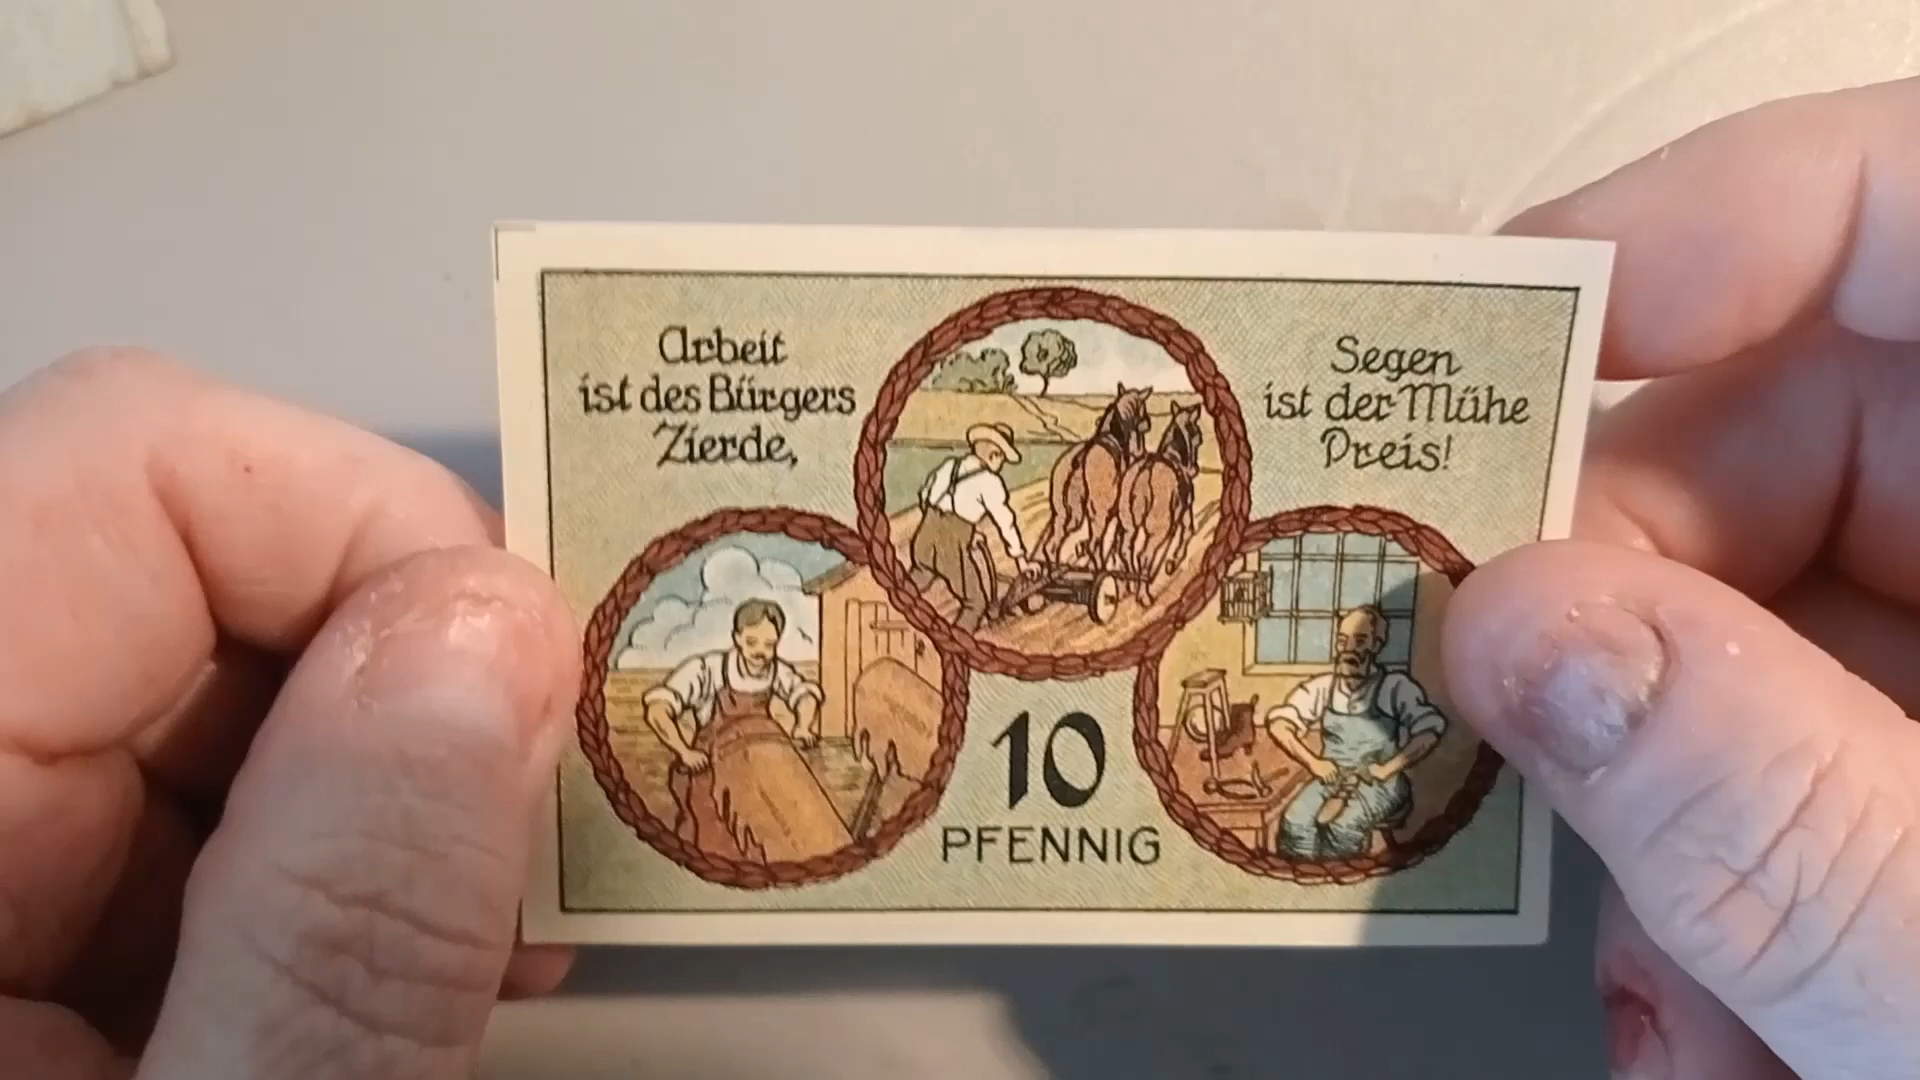 Arbeit
ist des Bürgers
Zierde,
Segen
ist der Mühe
Preis!
10
PFENNIG